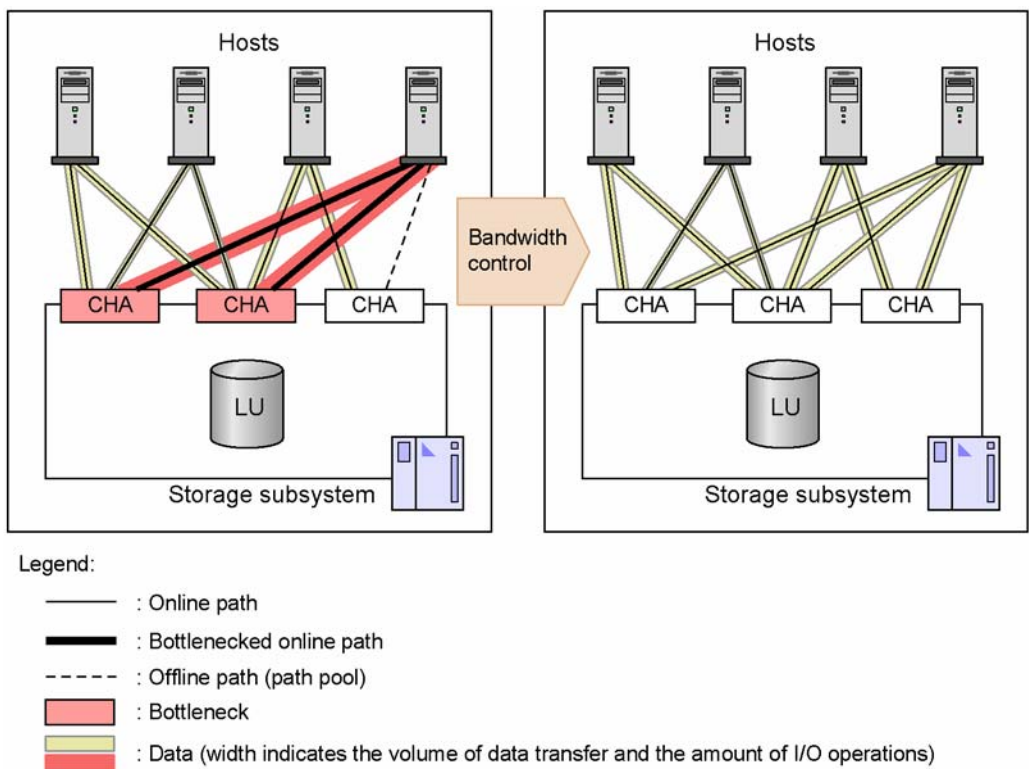 Hosts
CHA
CHA
CHA
LU
Storage subsystem
Bandwidth
control
Hosts
CHA
CHA
CHA
LU
Storage subsystem
Legend:
: Online path
: Bottlenecked online path
: Offline path (path pool)
: Bottleneck
: Data (width indicates the volume of data transfer and the amount of I/O operations)